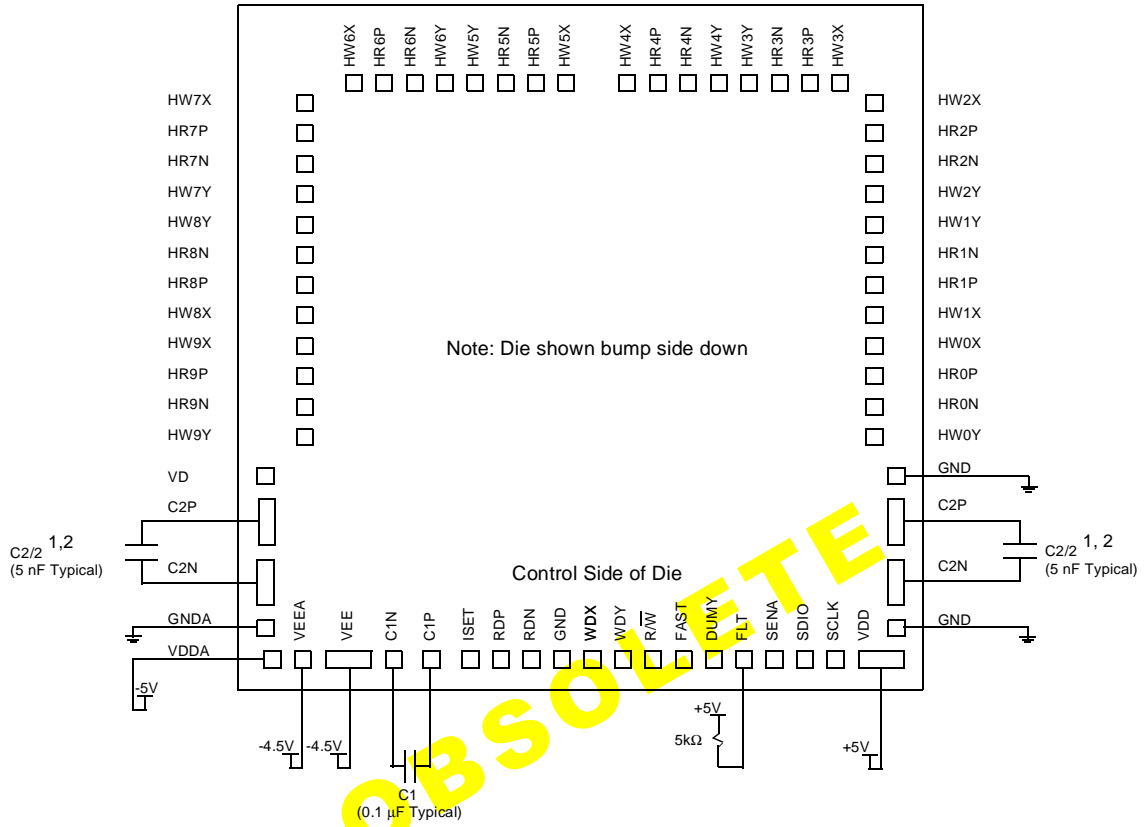 HW6X
HR6P
HR6N
HW6Y
HW5Y
HR5N
HR5P
HW5X
HW4X
HR4P
HR4N
HW4Y
HW3Y
HR3N
HR3P
HW3X
HW7X
HR7P
HR7N
HW7Y
HW8Y
HR8N
HR8P
HW8X
HW9X
HR9P
HR9N
HW9Y
VD
C2P
C2N
GNDA
VDDA
HW2X
HR2P
HR2N
HW2Y
HW1Y
HR1N
HR1P
HW1X
HW0X
HR0P
HR0N
HW0Y
GND
C2P
C2N
GND
Note: Die shown bump side down
C2/2 1,2
(5 nF Typical)
C2/2 1, 2
(5 nF Typical)
Control Side of Die
VEEA
VEE
C1N
C1P
ISET
RDP
RDN
GND
WDX
WDY
R/W̅
FAST
DUMY
FLT
SENA
SDIO
SCLK
VDD
-5V
-4.5V
-4.5V
C1
(0.1 µF Typical)
+5V
5kΩ
+5V
OBSOLETE